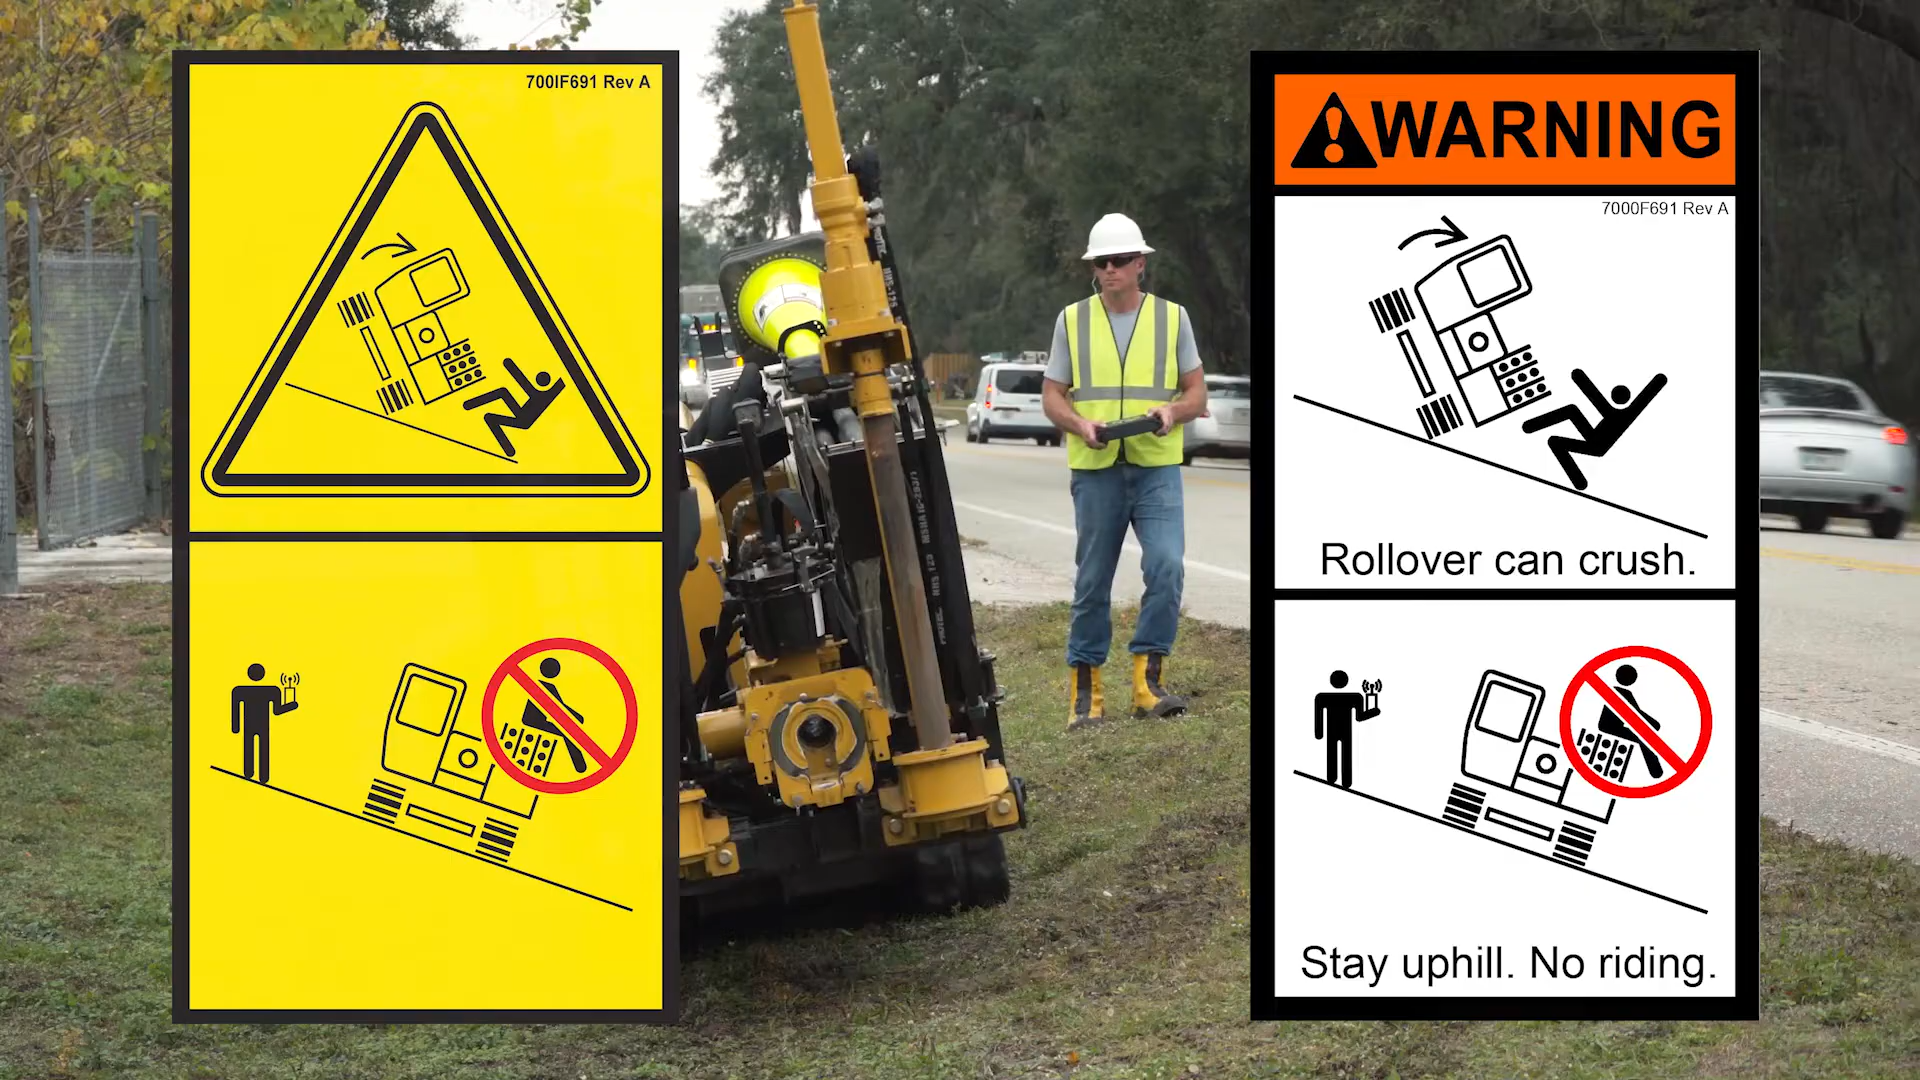 700IF691 Rev A
WARNING
7000F691 Rev A
Rollover can crush.
Stay uphill. No riding.